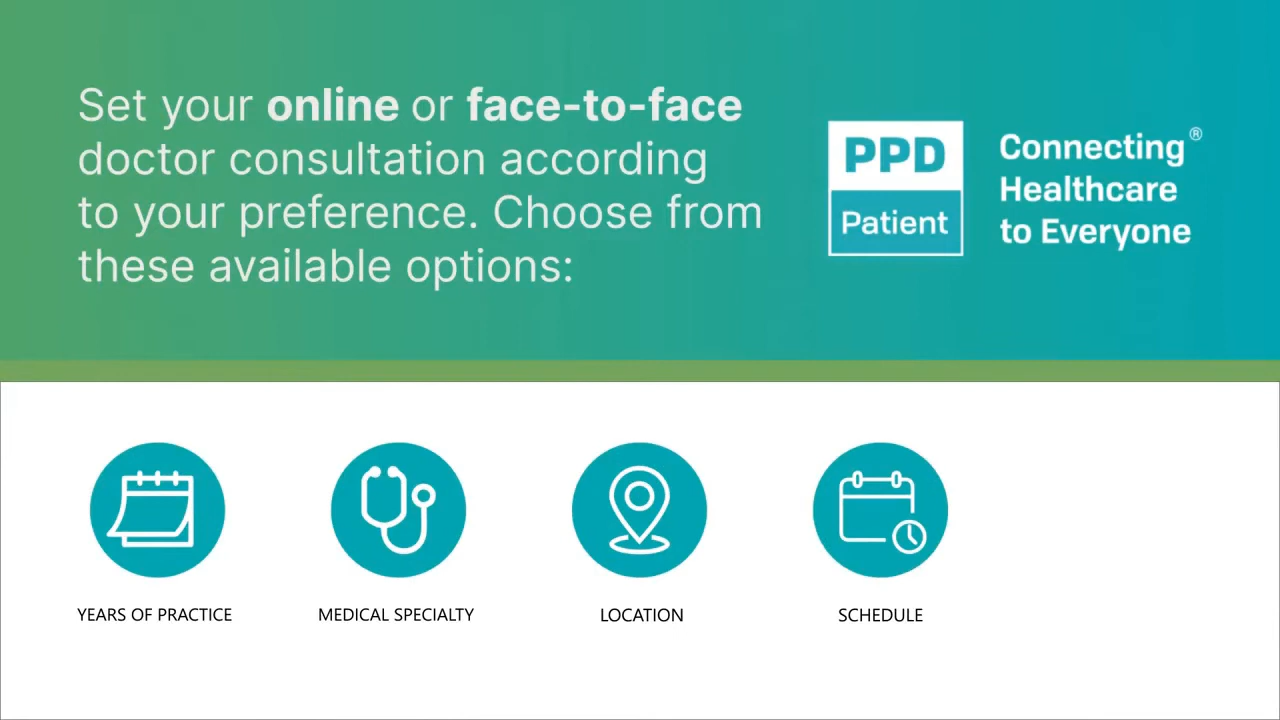 Set your online or face-to-face
doctor consultation according
to your preference. Choose from
these available options:
PPD
Patient
Connecting®
Healthcare
to Everyone
YEARS OF PRACTICE
MEDICAL SPECIALTY
LOCATION
SCHEDULE